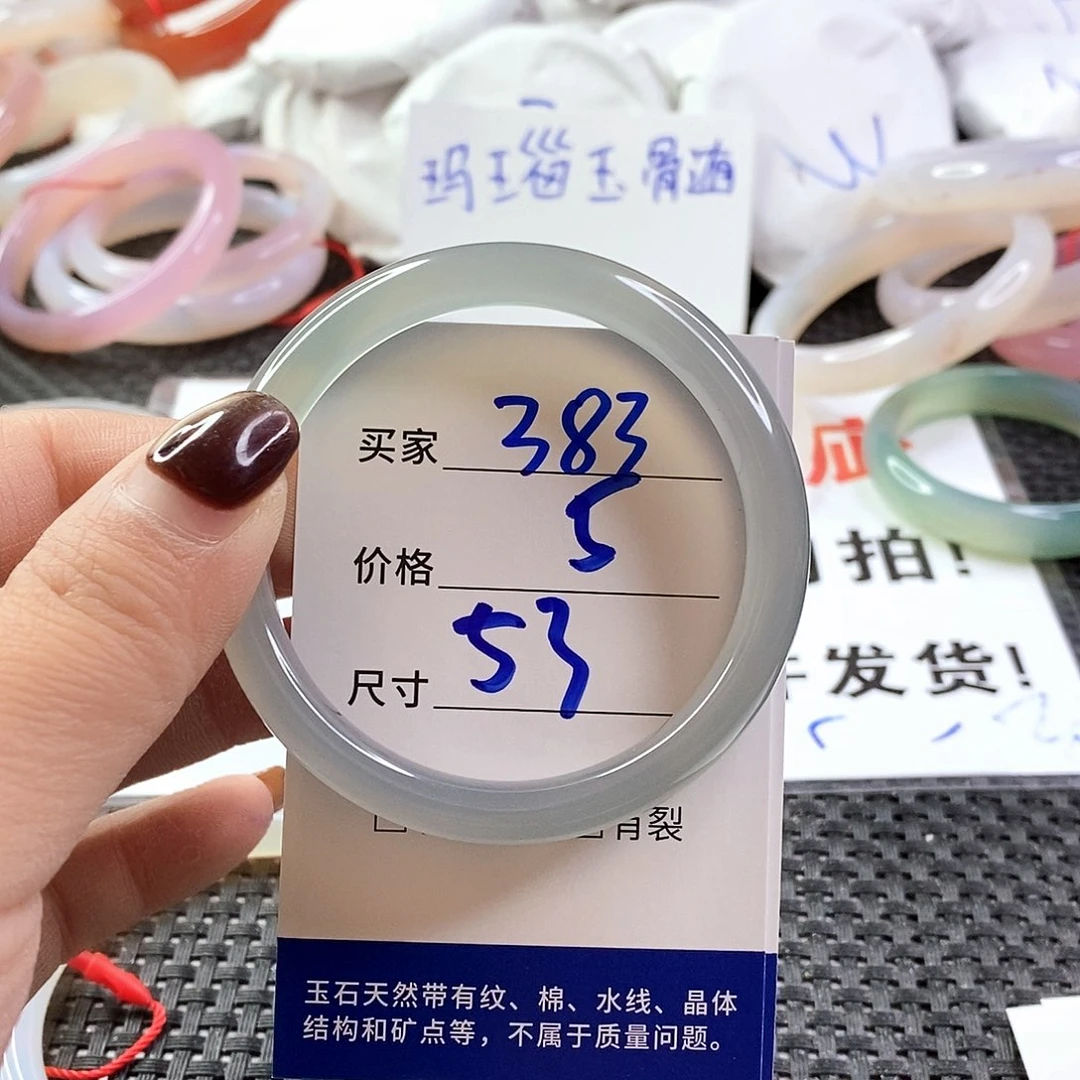 玛瑙玉骨髓
买家 383
价格 5
尺寸 53
有裂
拍!
发货!
玉石天然带有纹、棉、水线、晶体
结构和矿点等，不属于质量问题。